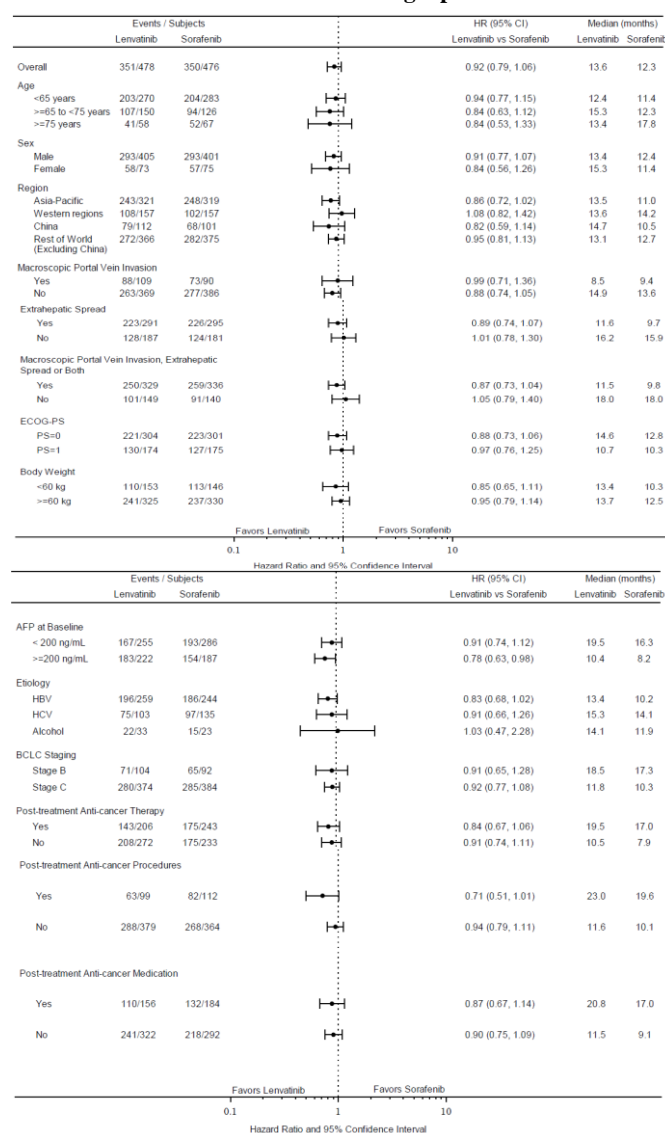 Events / Subjects HR (95% CI) Median (months)
Lenvatinib Sorafenib Lenvatinib vs Sorafenib Lenvatinib Sorafenib
Overall 351/478 350/476 0.92 (0.79, 1.06) 13.6 12.3
Age
<65 years 203/270 204/283 0.94 (0.77, 1.15) 12.4 11.4
>=65 to <75 years 107/150 94/126 0.84 (0.63, 1.12) 15.3 12.3
>=75 years 41/58 52/67 0.84 (0.53, 1.33) 13.4 17.8
Sex
Male 293/405 293/401 0.91 (0.77, 1.07) 13.4 12.4
Female 58/73 57/75 0.84 (0.56, 1.26) 15.3 11.4
Region
Asia-Pacific 243/321 248/319 0.86 (0.72, 1.02) 13.5 11.0
Western regions 108/157 102/157 1.08 (0.82, 1.42) 13.6 14.2
China 79/112 68/101 0.82 (0.59, 1.14) 14.7 10.5
Rest of World 272/366 282/375 0.95 (0.81, 1.13) 13.1 12.7
(Excluding China)
Macroscopic Portal Vein Invasion
Yes 88/109 73/90 0.99 (0.71, 1.36) 8.5 9.4
No 263/369 277/386 0.88 (0.74, 1.05) 14.9 13.6
Extrahepatic Spread
Yes 223/291 226/295 0.89 (0.74, 1.07) 11.6 9.7
No 128/187 124/181 1.01 (0.78, 1.30) 16.2 15.9
Macroscopic Portal Vein Invasion, Extrahepatic
Spread or Both
Yes 250/329 259/336 0.87 (0.73, 1.04) 11.5 9.8
No 101/149 91/140 1.05 (0.79, 1.40) 18.0 18.0
ECOG-PS
PS=0 221/304 223/301 0.88 (0.73, 1.06) 14.6 12.8
PS=1 130/174 127/175 0.97 (0.76, 1.25) 10.7 10.3
Body Weight
<60 kg 110/153 113/146 0.85 (0.65, 1.11) 13.4 10.3
>=60 kg 241/325 237/330 0.95 (0.79, 1.14) 13.7 12.5
Favors Lenvatinib Favors Sorafenib
0.1 1 10
Hazard Ratio and 95% Confidence Interval
Events / Subjects HR (95% CI) Median (months)
Lenvatinib Sorafenib Lenvatinib vs Sorafenib Lenvatinib Sorafenib
AFP at Baseline
< 200 ng/mL 167/255 193/286 0.91 (0.74, 1.12) 19.5 16.3
>=200 ng/mL 183/222 154/187 0.78 (0.63, 0.98) 10.4 8.2
Etiology
HBV 196/259 186/244 0.83 (0.68, 1.02) 13.4 10.2
HCV 75/103 97/135 0.91 (0.66, 1.26) 15.3 14.1
Alcohol 22/33 15/23 1.03 (0.47, 2.28) 14.1 11.9
BCLC Staging
Stage B 71/104 65/92 0.91 (0.65, 1.28) 18.5 17.3
Stage C 280/374 285/384 0.92 (0.77, 1.08) 11.8 10.3
Post-treatment Anti-cancer Therapy
Yes 143/206 175/243 0.84 (0.67, 1.06) 19.5 17.0
No 208/272 175/233 0.91 (0.74, 1.11) 10.5 7.9
Post-treatment Anti-cancer Procedures
Yes 63/99 82/112 0.71 (0.51, 1.01) 23.0 19.6
No 288/379 268/364 0.94 (0.79, 1.11) 11.6 10.1
Post-treatment Anti-cancer Medication
Yes 110/156 132/184 0.87 (0.67, 1.14) 20.8 17.0
No 241/322 218/292 0.90 (0.75, 1.09) 11.5 9.1
Favors Lenvatinib Favors Sorafenib
0.1 1 10
Hazard Ratio and 95% Confidence Interval